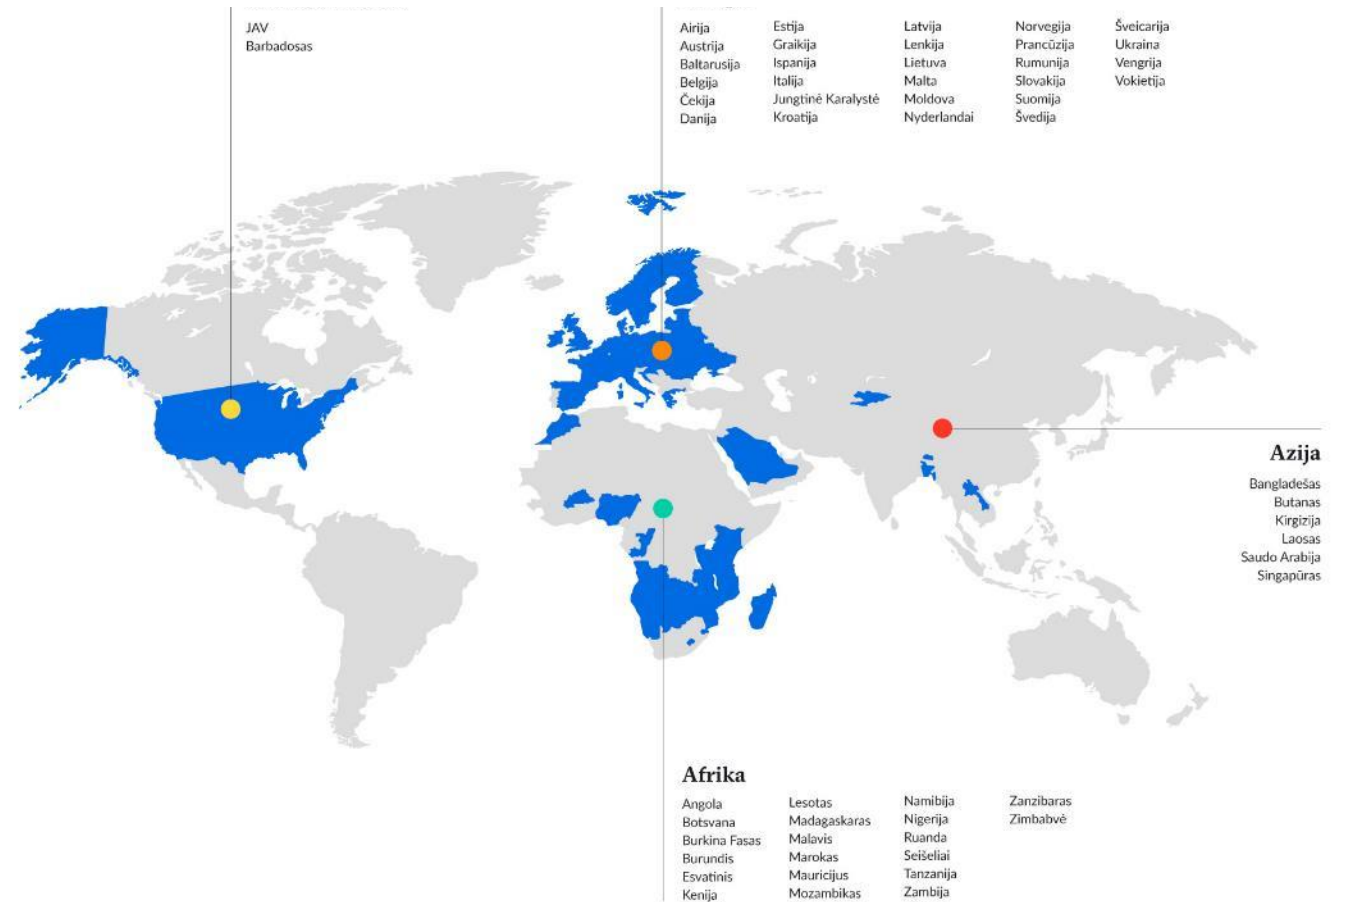 JAV
Barbadosas
Airija
Austrija
Baltarusija
Belgija
Čekija
Danija
Estija
Graikija
Ispanija
Italija
Jungtinė Karalystė
Kroatija
Latvija
Lenkija
Lietuva
Malta
Moldova
Nyderlandai
Norvegija
Prancūzija
Rumunija
Slovakija
Suomija
Švedija
Šveicarija
Ukraina
Vengrija
Vokietija
Azija
Bangladešas
Butanas
Kirgizija
Laosas
Saudo Arabija
Singapūras
Afrika
Angola
Botsvana
Burkina Fasas
Burundis
Esvatinis
Kenija
Lesotas
Madagaskaras
Malavis
Marokas
Mauricijus
Mozambikas
Namibija
Nigerija
Ruanda
Seišeliai
Tanzanija
Zambija
Zanzibaras
Zimbabvė